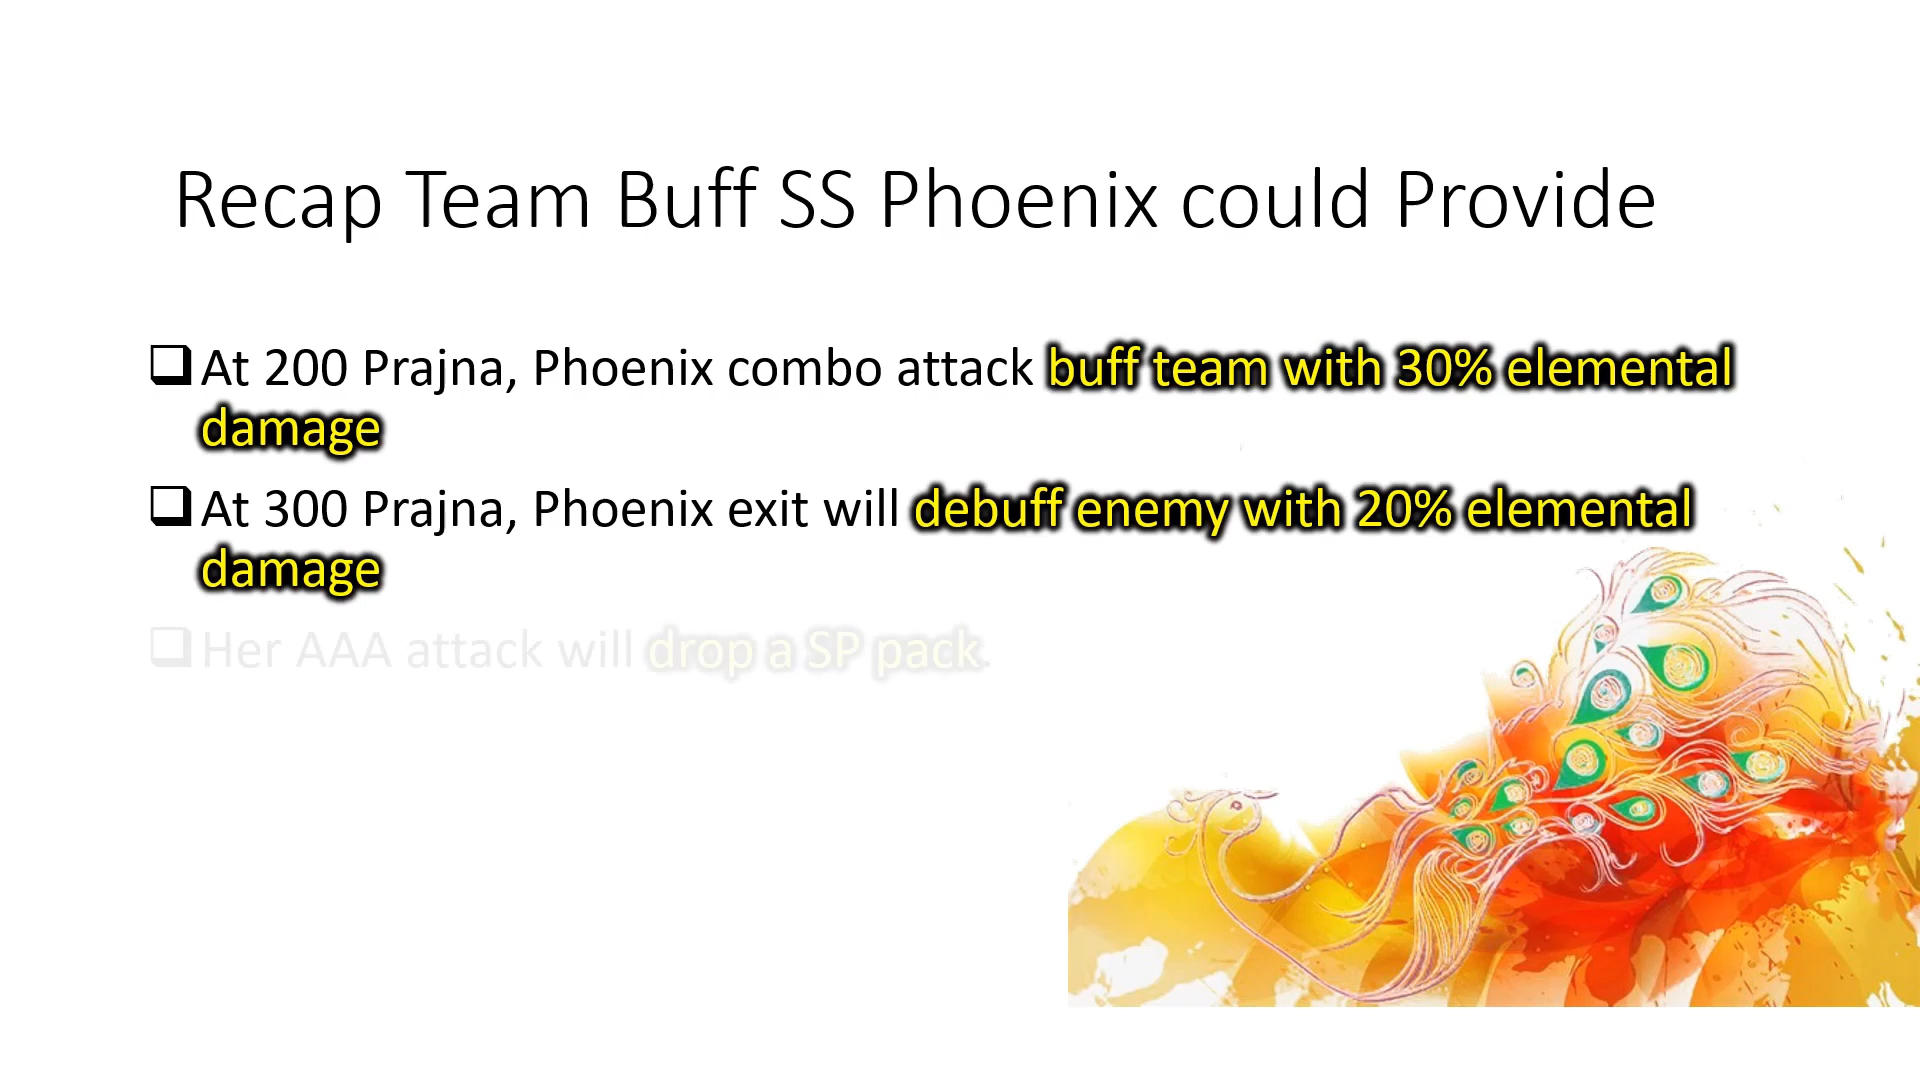 Recap Team Buff SS Phoenix could Provide
At 200 Prajna, Phoenix combo attack buff team with 30% elemental
damage
At 300 Prajna, Phoenix exit will debuff enemy with 20% elemental
damage
Her AAA attack will drop a SP pack.